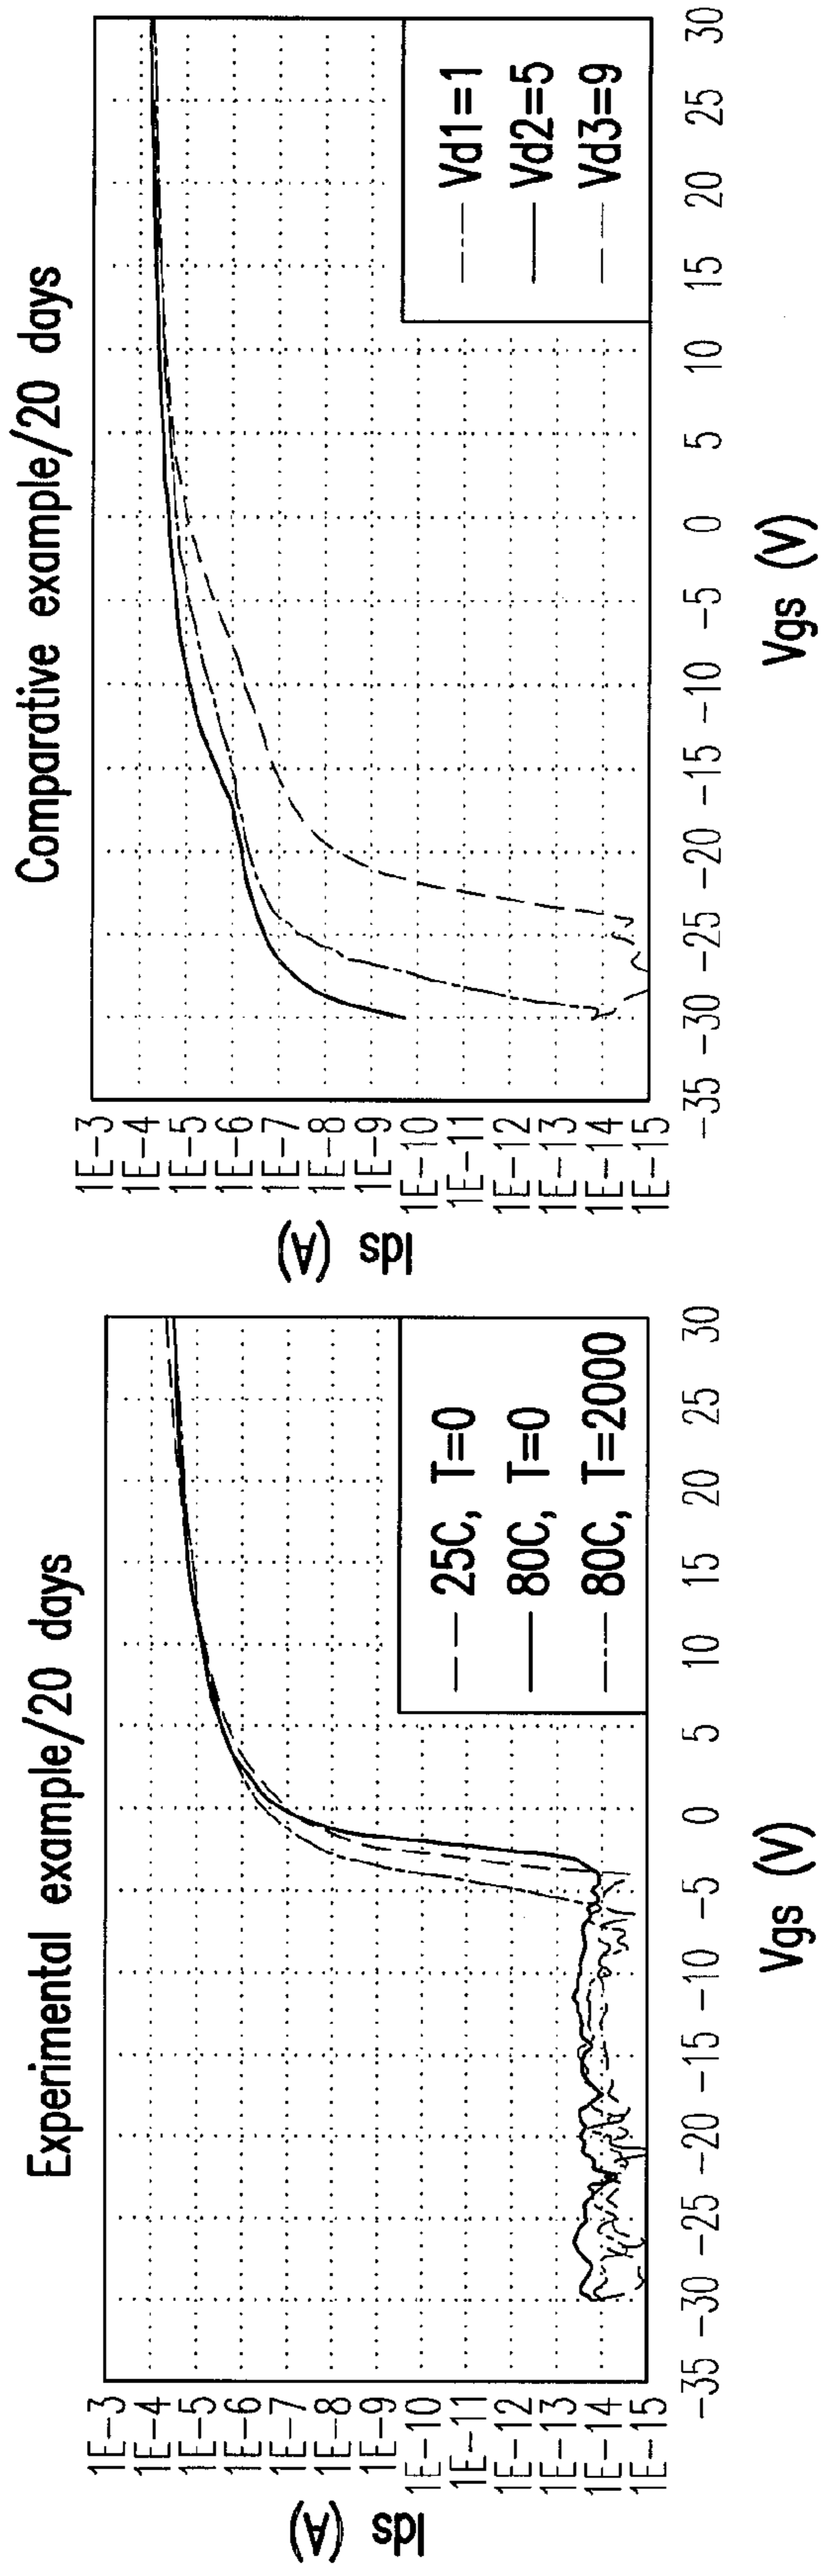 Experimental example/20 days
Ids (A)
1E-3
1E-4
1E-5
1E-6
1E-7
1E-8
1E-9
1E-10
1E-11
1E-12
1E-13
1E-14
1E-15
-35 -30 -25 -20 -15 -10 -5 0 5 10 15 20 25 30
Vgs (V)
25C, T=0
80C, T=0
80C, T=2000
Comparative example/20 days
Ids (A)
1E-3
1E-4
1E-5
1E-6
1E-7
1E-8
1E-9
1E-10
1E-11
1E-12
1E-13
1E-14
1E-15
-35 -30 -25 -20 -15 -10 -5 0 5 10 15 20 25 30
Vgs (V)
Vd1=1
Vd2=5
Vd3=9